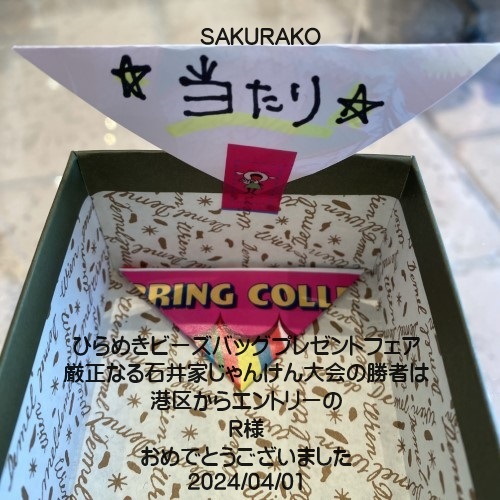 SAKURAKO
☆当たり☆
PRING COLLE
ひらめきビーズバッグプレゼントフェア
厳正なる石井家じゃんけん大会の勝者は
港区からエントリーの
R様
おめでとうございました
2024/04/01